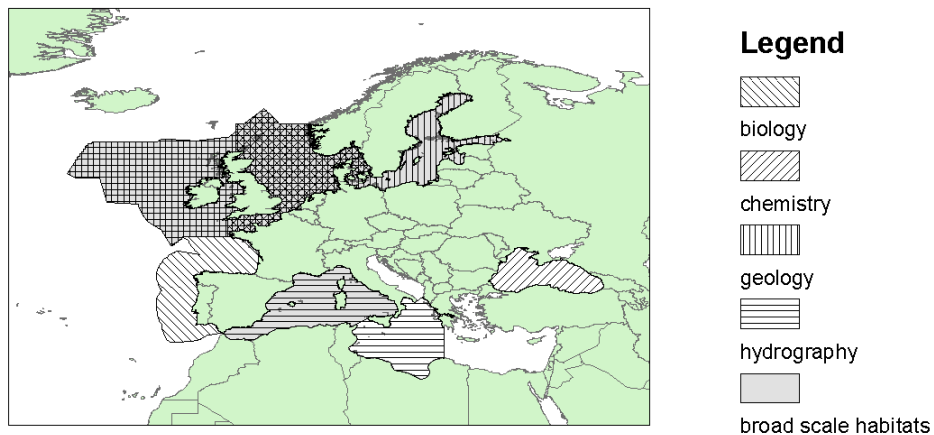 Legend
biology
chemistry
geology
hydrography
broad scale habitats